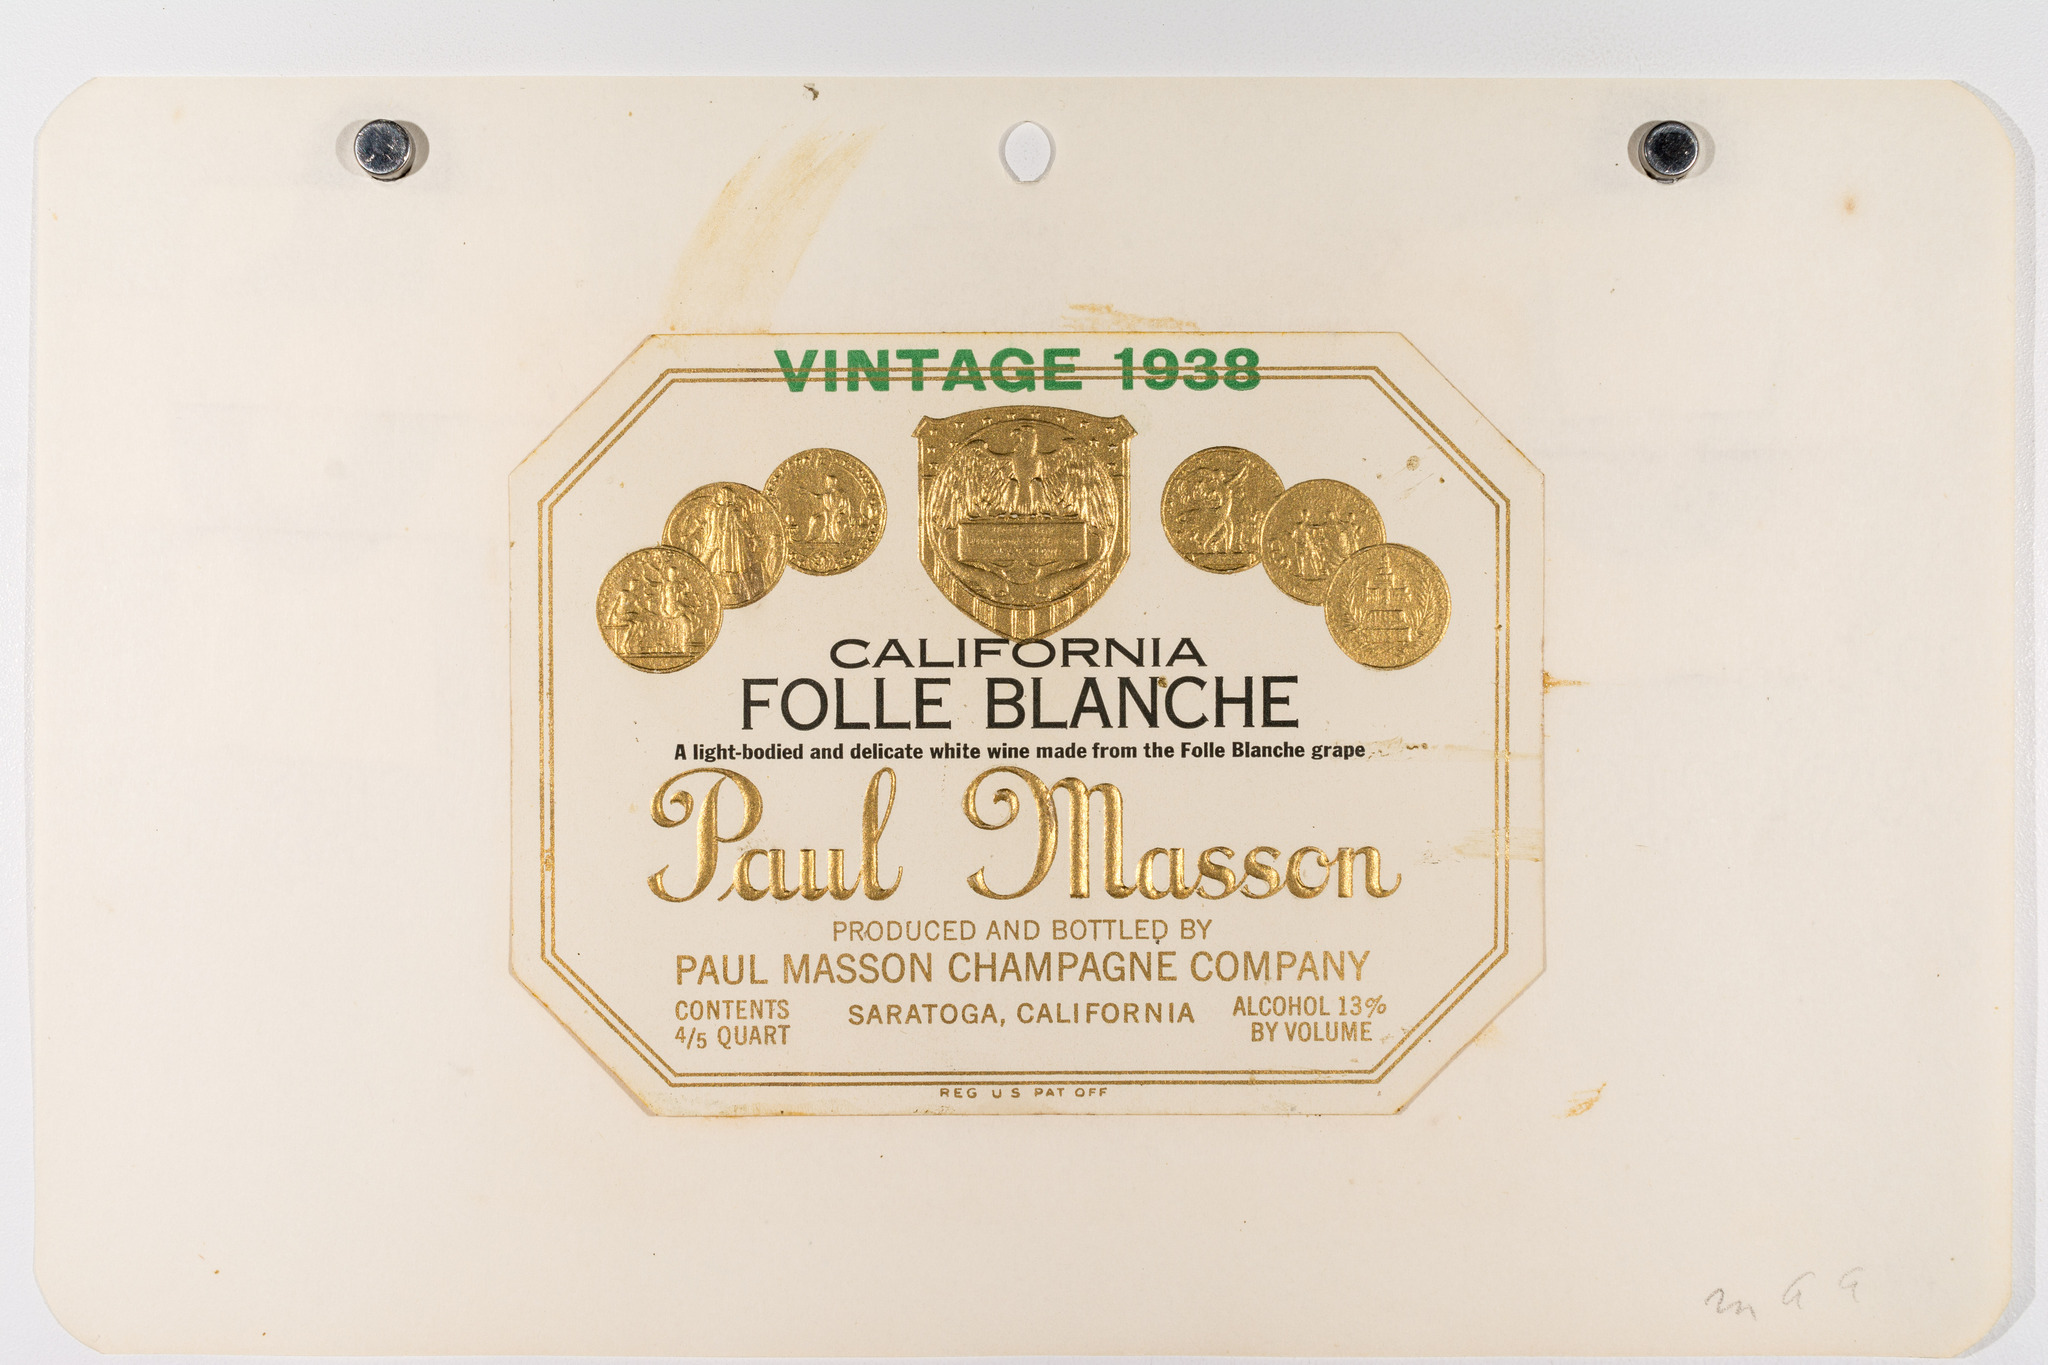 VINTAGE 1938
CALIFORNIA
FOLLE BLANCHE
A light-bodied and delicate white wine made from the Folle Blanche grape
Paul Masson
PRODUCED AND BOTTLED BY
PAUL MASSON CHAMPAGNE COMPANY
CONTENTS
4/5 QUART
SARATOGA, CALIFORNIA
ALCOHOL 13%
BY VOLUME
REG U S PAT OFF